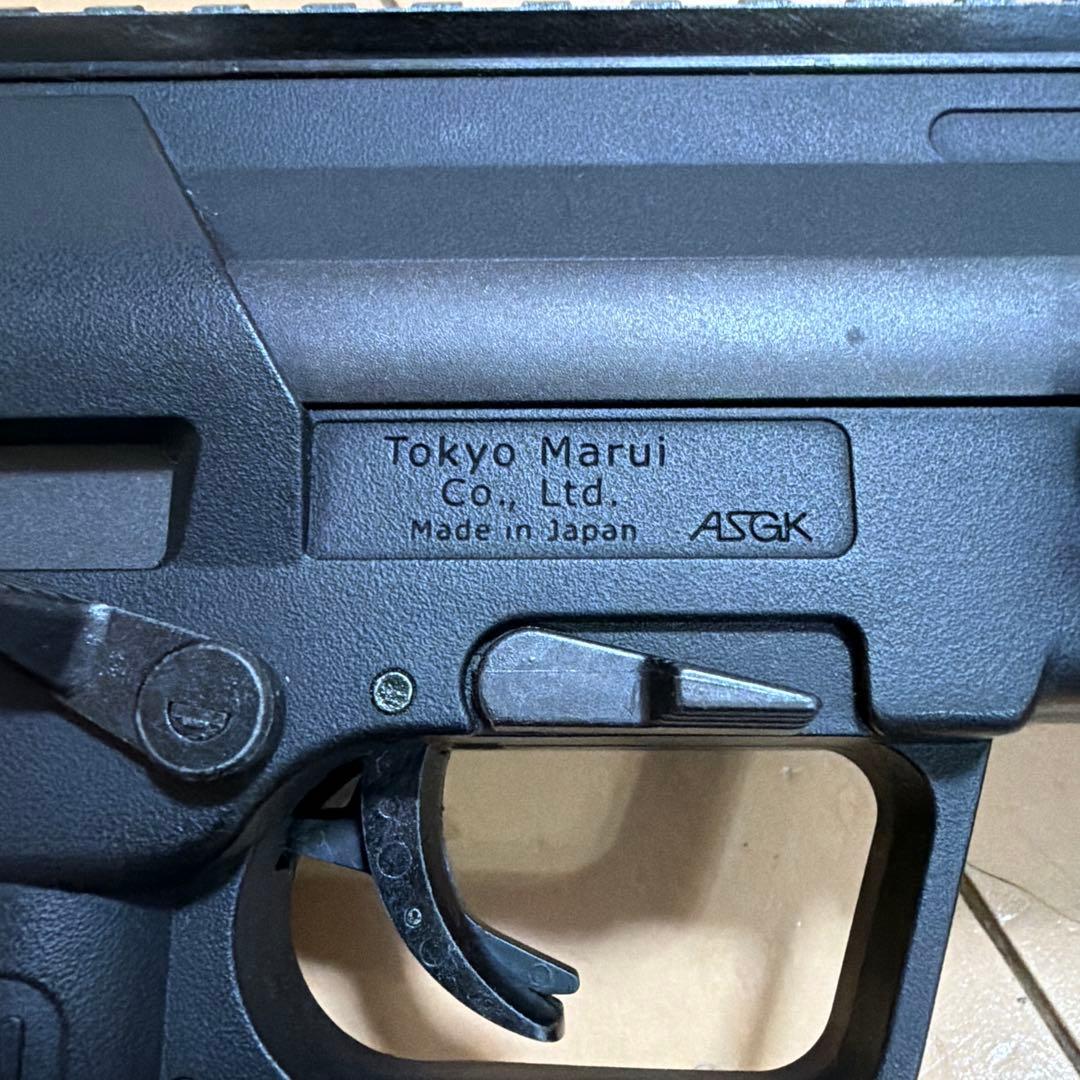 Tokyo Marui
Co., Ltd.
Made in Japan
ASGK